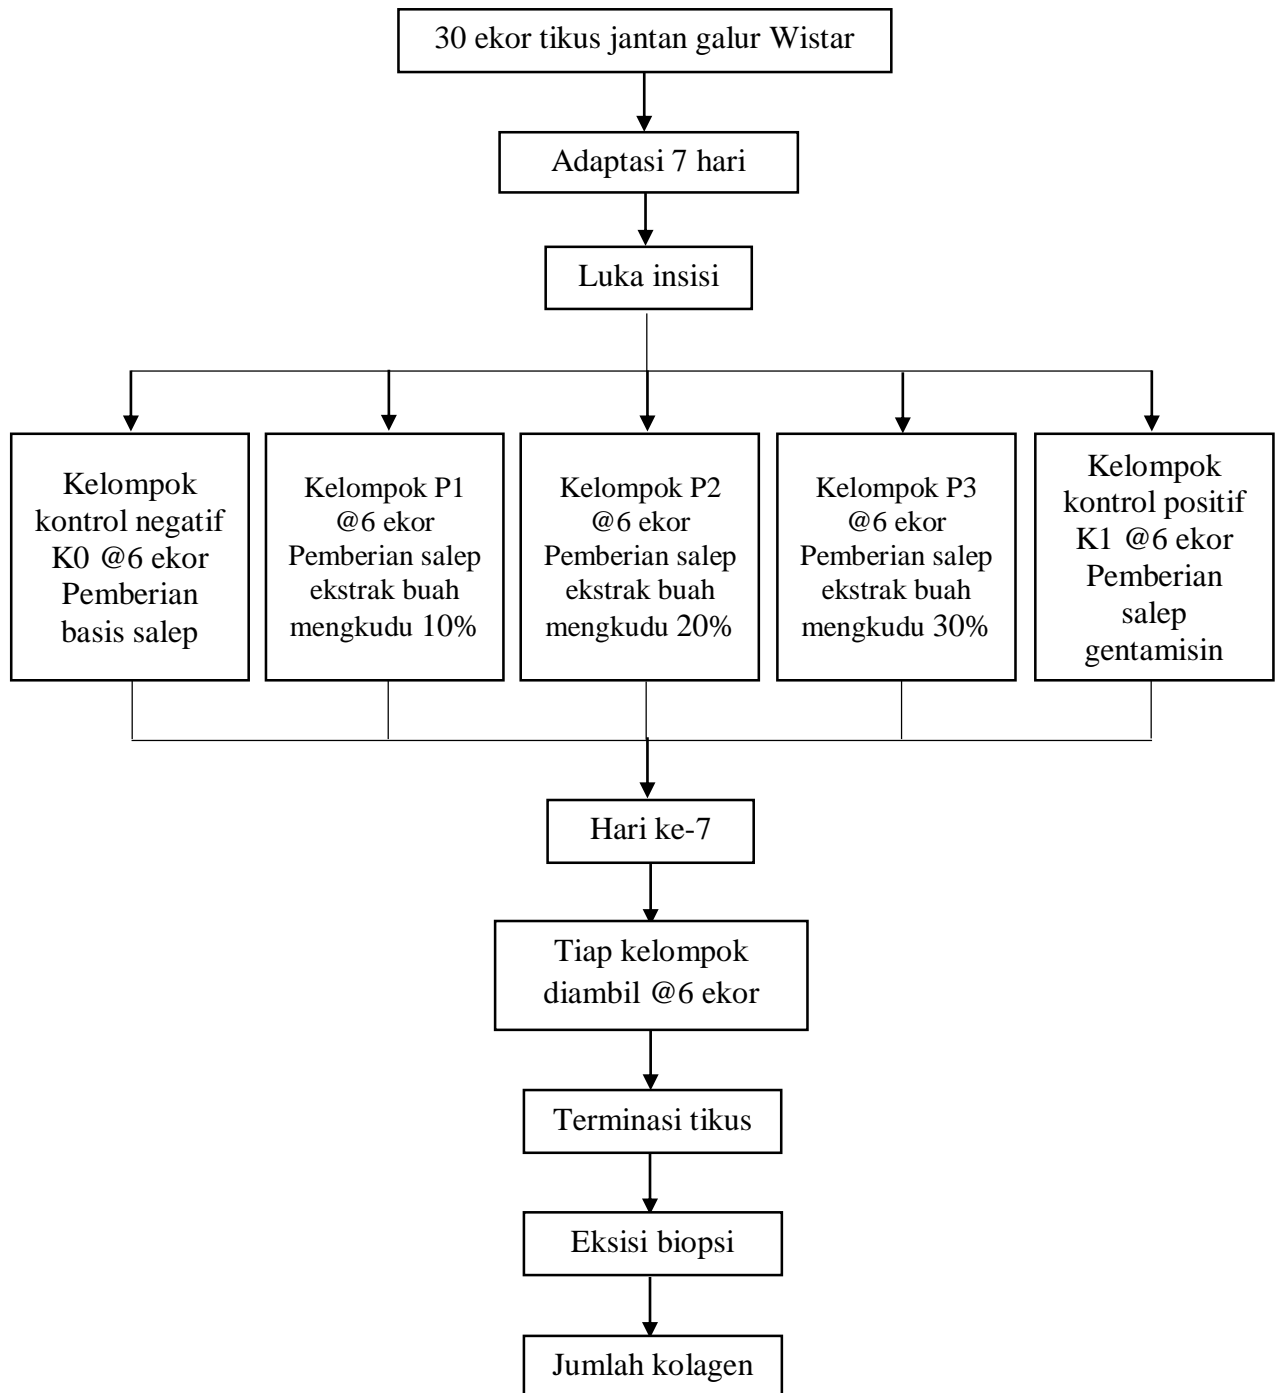 30 ekor tikus jantan galur Wistar
Adaptasi 7 hari
Luka insisi
Kelompok
kontrol negatif
K0 @6 ekor
Pemberian
basis salep
Kelompok P1
@6 ekor
Pemberian salep
ekstrak buah
mengkudu 10%
Kelompok P2
@6 ekor
Pemberian salep
ekstrak buah
mengkudu 20%
Kelompok P3
@6 ekor
Pemberian salep
ekstrak buah
mengkudu 30%
Kelompok
kontrol positif
K1 @6 ekor
Pemberian
salep
gentamisin
Hari ke-7
Tiap kelompok
diambil @6 ekor
Terminasi tikus
Eksisi biopsi
Jumlah kolagen